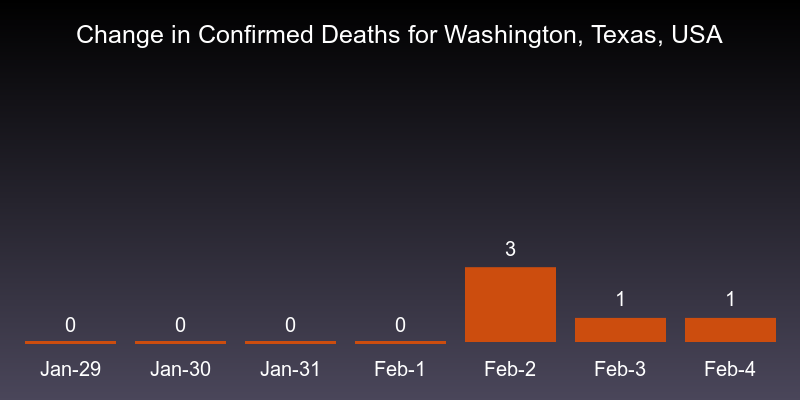 Change in Confirmed Deaths for Washington, Texas, USA
3
1 1
0 0 0 0
Jan-29 Jan-30 Jan-31 Feb-1 Feb-2 Feb-3 Feb-4